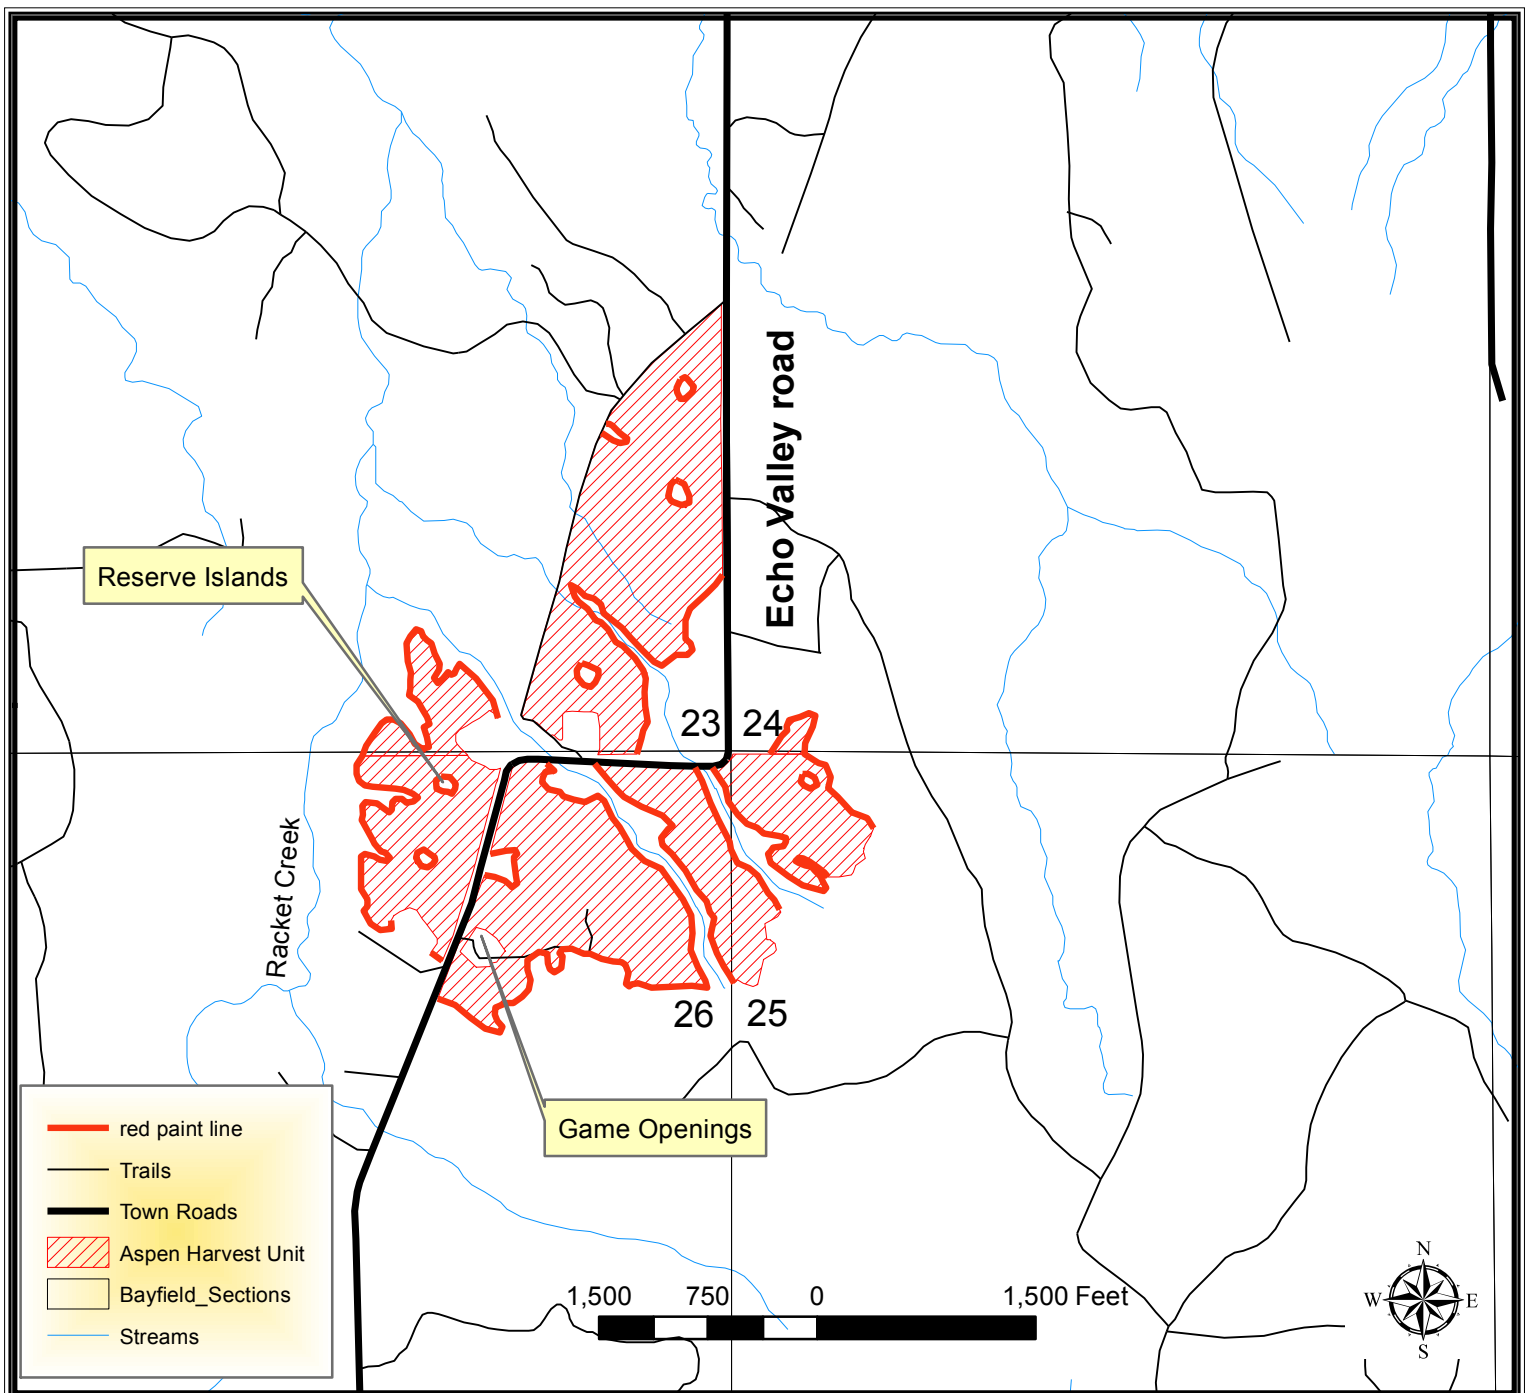 Echo Valley road
Reserve Islands
23
24
Racket Creek
26
25
Game Openings
red paint line
Trails
Town Roads
Aspen Harvest Unit
Bayfield_Sections
Streams
1,500 750 0 1,500 Feet
N
W E
S